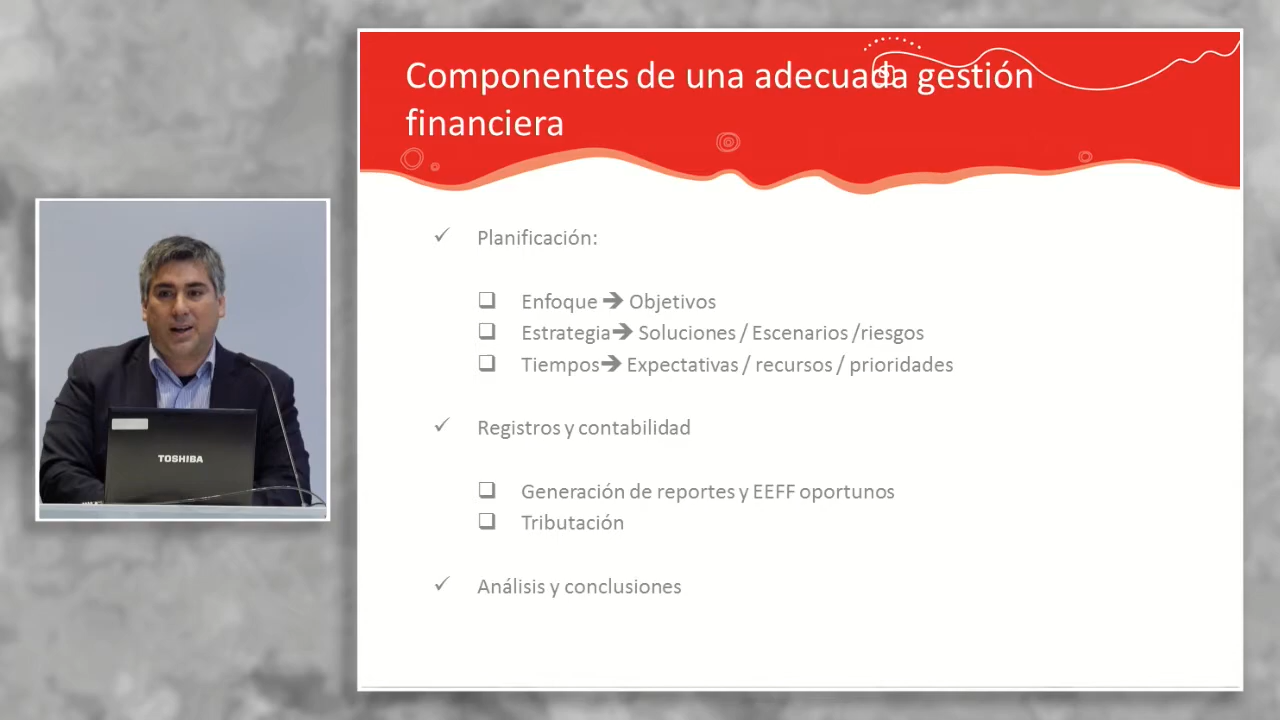 Componentes de una adecuada gestión
financiera
✓ Planificación:
❑ Enfoque ➔ Objetivos
❑ Estrategia➔ Soluciones / Escenarios /riesgos
❑ Tiempos➔ Expectativas / recursos / prioridades
✓ Registros y contabilidad
❑ Generación de reportes y EEFF oportunos
❑ Tributación
✓ Análisis y conclusiones
TOSHIBA